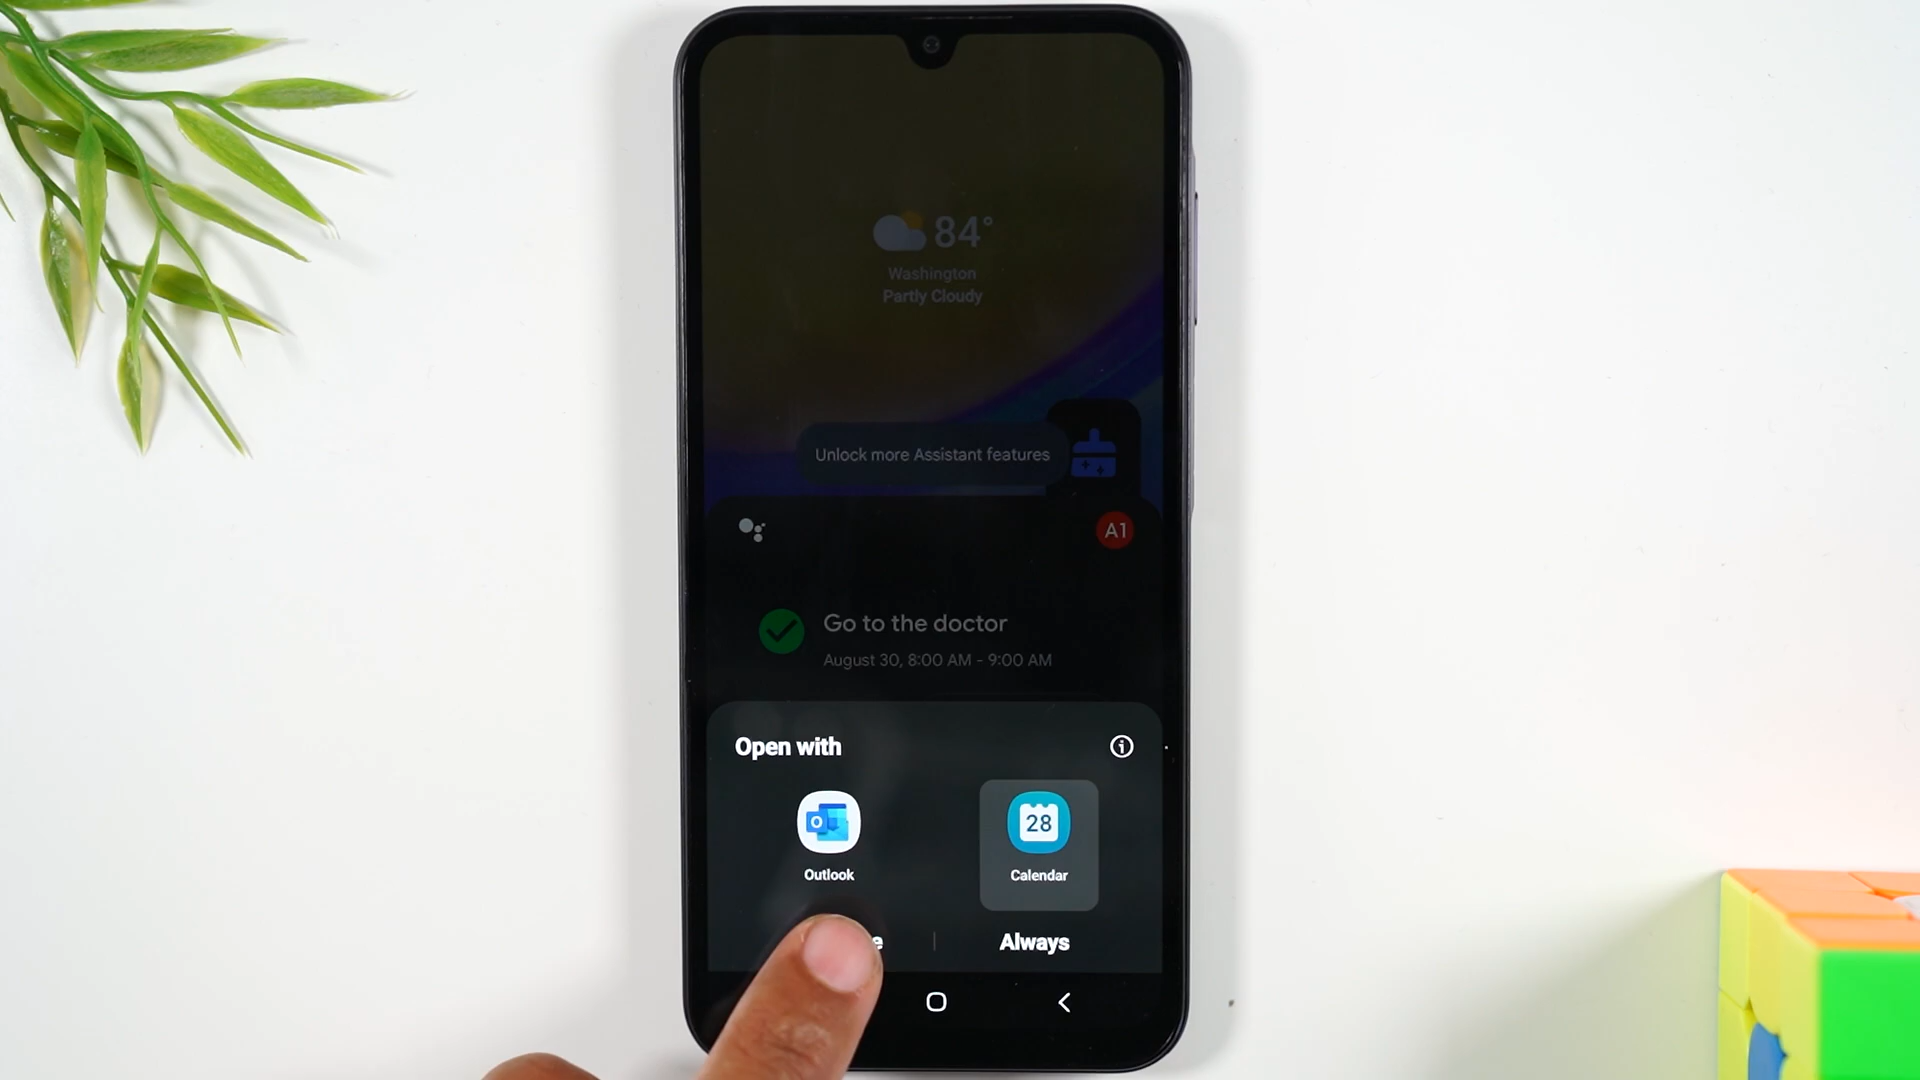 84°
Washington
Partly Cloudy
Unlock more Assistant features
A1
Go to the doctor
August 30, 8:00 AM - 9:00 AM
Open with
O
28
Outlook
Calendar
Always